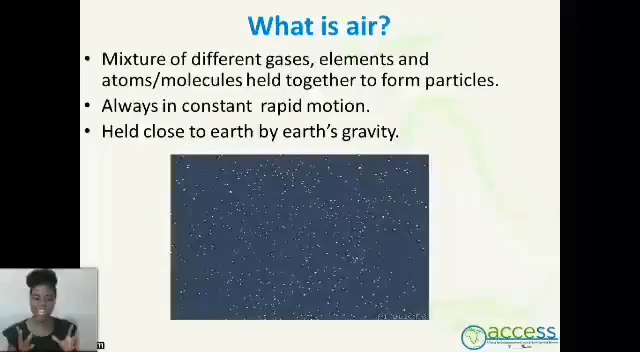 What is air?
• Mixture of different gases, elements and
atoms/molecules held together to form particles.
• Always in constant rapid motion.
• Held close to earth by earth's gravity.
access